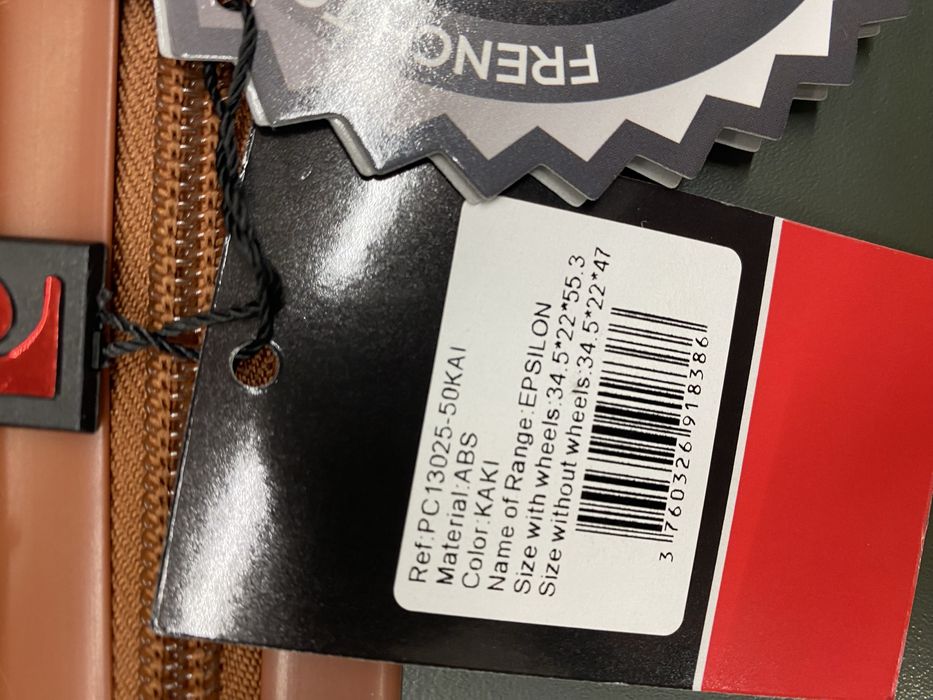 FRENC
Ref:PC13025-50KAI
Material:ABS
Color:KAKI
Name of Range:EPSILON
Size with wheels:34.5*22*55.3
Size without wheels:34.5*22*47
3 760326 918386